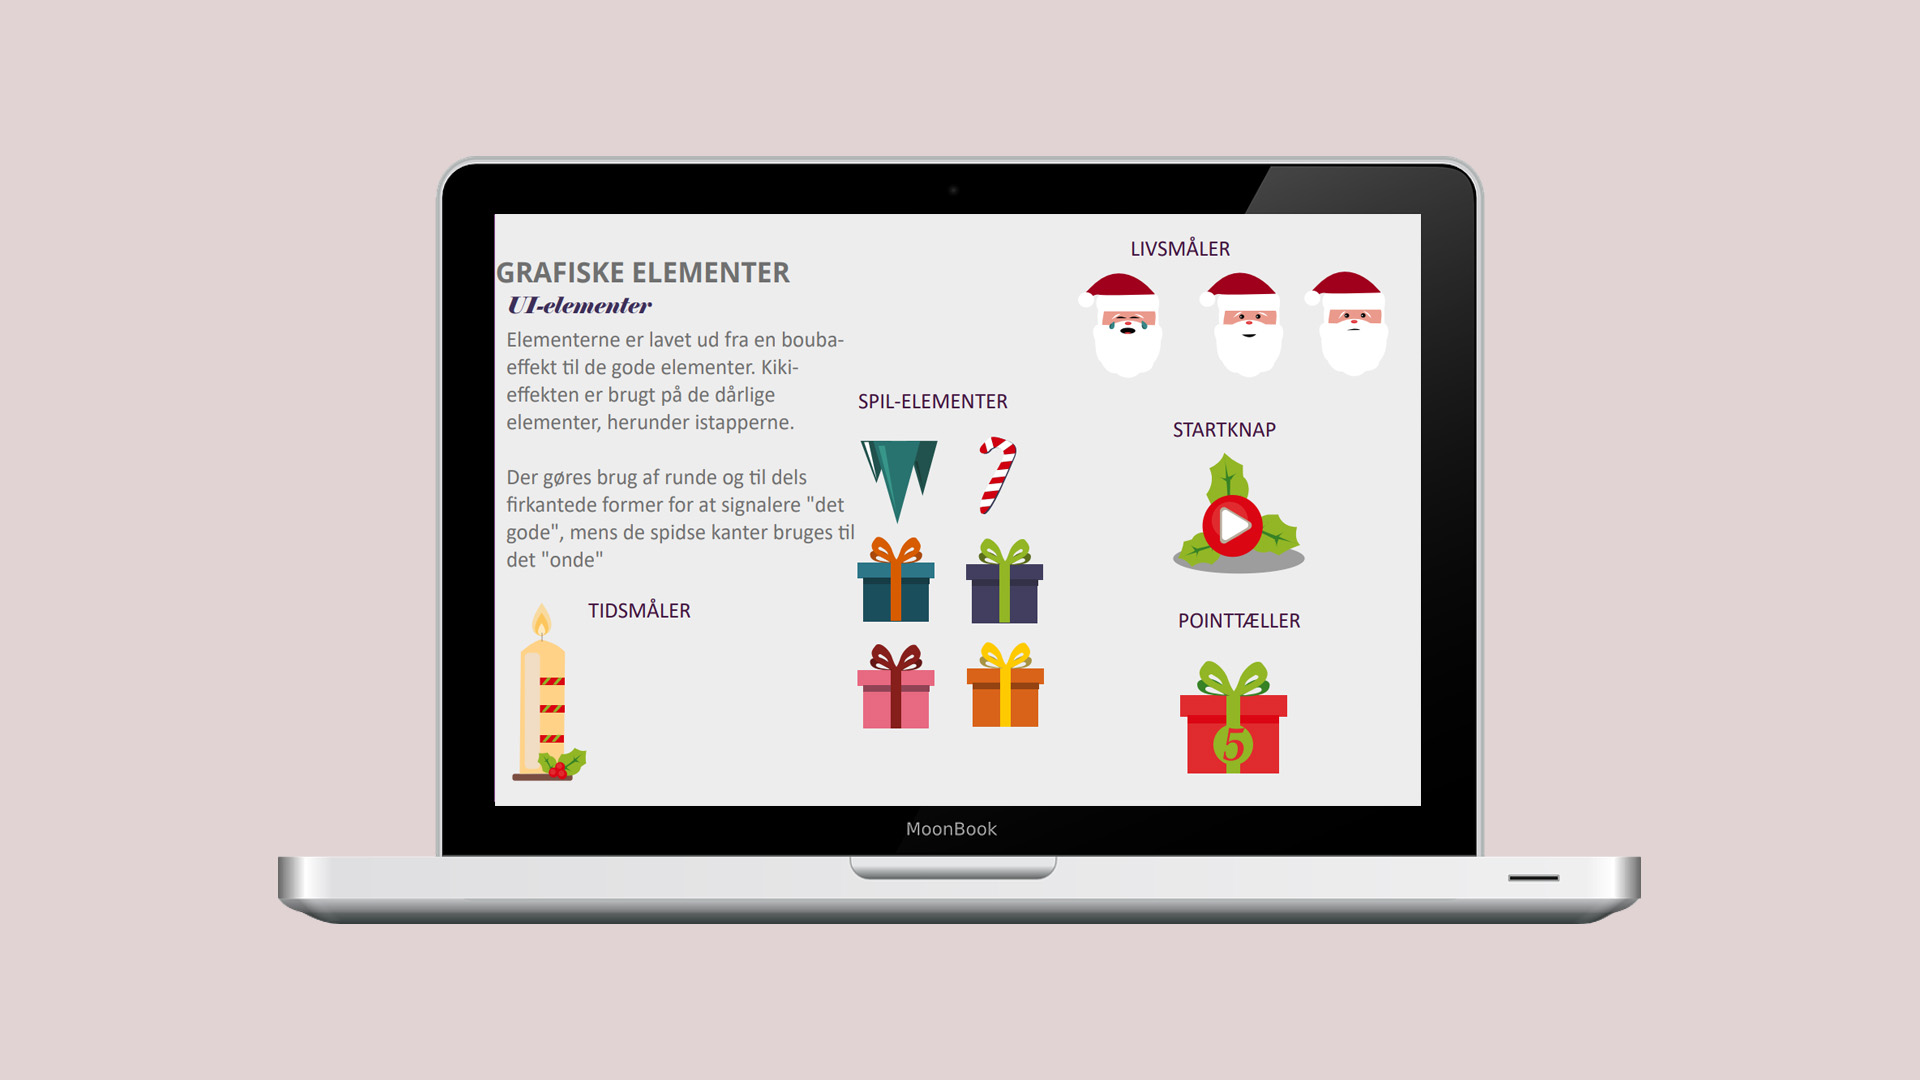 GRAFISKE ELEMENTER
UI-elementer
Elementerne er lavet ud fra en bouba-
effekt til de gode elementer. Kiki-
effekten er brugt på de dårlige
elementer, herunder istapperne.
Der gøres brug af runde og til dels
firkantede former for at signalere "det
gode", mens de spidse kanter bruges til
det "onde"
TIDSMÅLER
SPIL-ELEMENTER
LIVSMÅLER
STARTKNAP
POINTTÆLLER
5
MoonBook